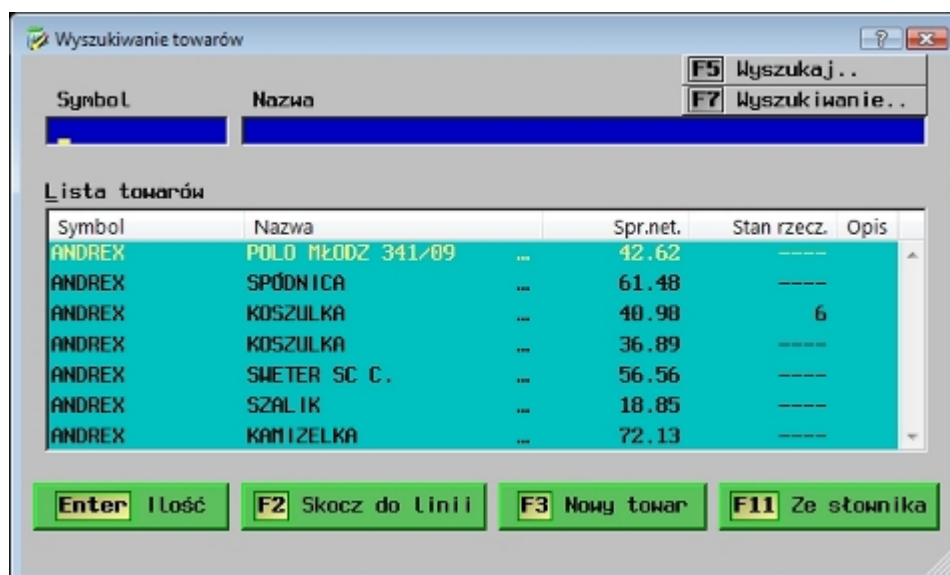 Wyszukiwanie towarów
F5 Wyszukaj..
Symbol Nazwa F7 Wyszukiwanie..
Lista towarów
Symbol Nazwa Spr.net. Stan rzecz. Opis
ANDREX POLO MŁODZ 341/09 ... 42.62 ----
ANDREX SPÓDNICA ... 61.48 ----
ANDREX KOSZULKA ... 40.98 6
ANDREX KOSZULKA ... 36.89 ----
ANDREX SWETER SC C. ... 56.56 ----
ANDREX SZALIK ... 18.85 ----
ANDREX KAMIZELKA ... 72.13 ----
Enter Ilość F2 Skocz do linii F3 Nowy towar F11 Ze słownika